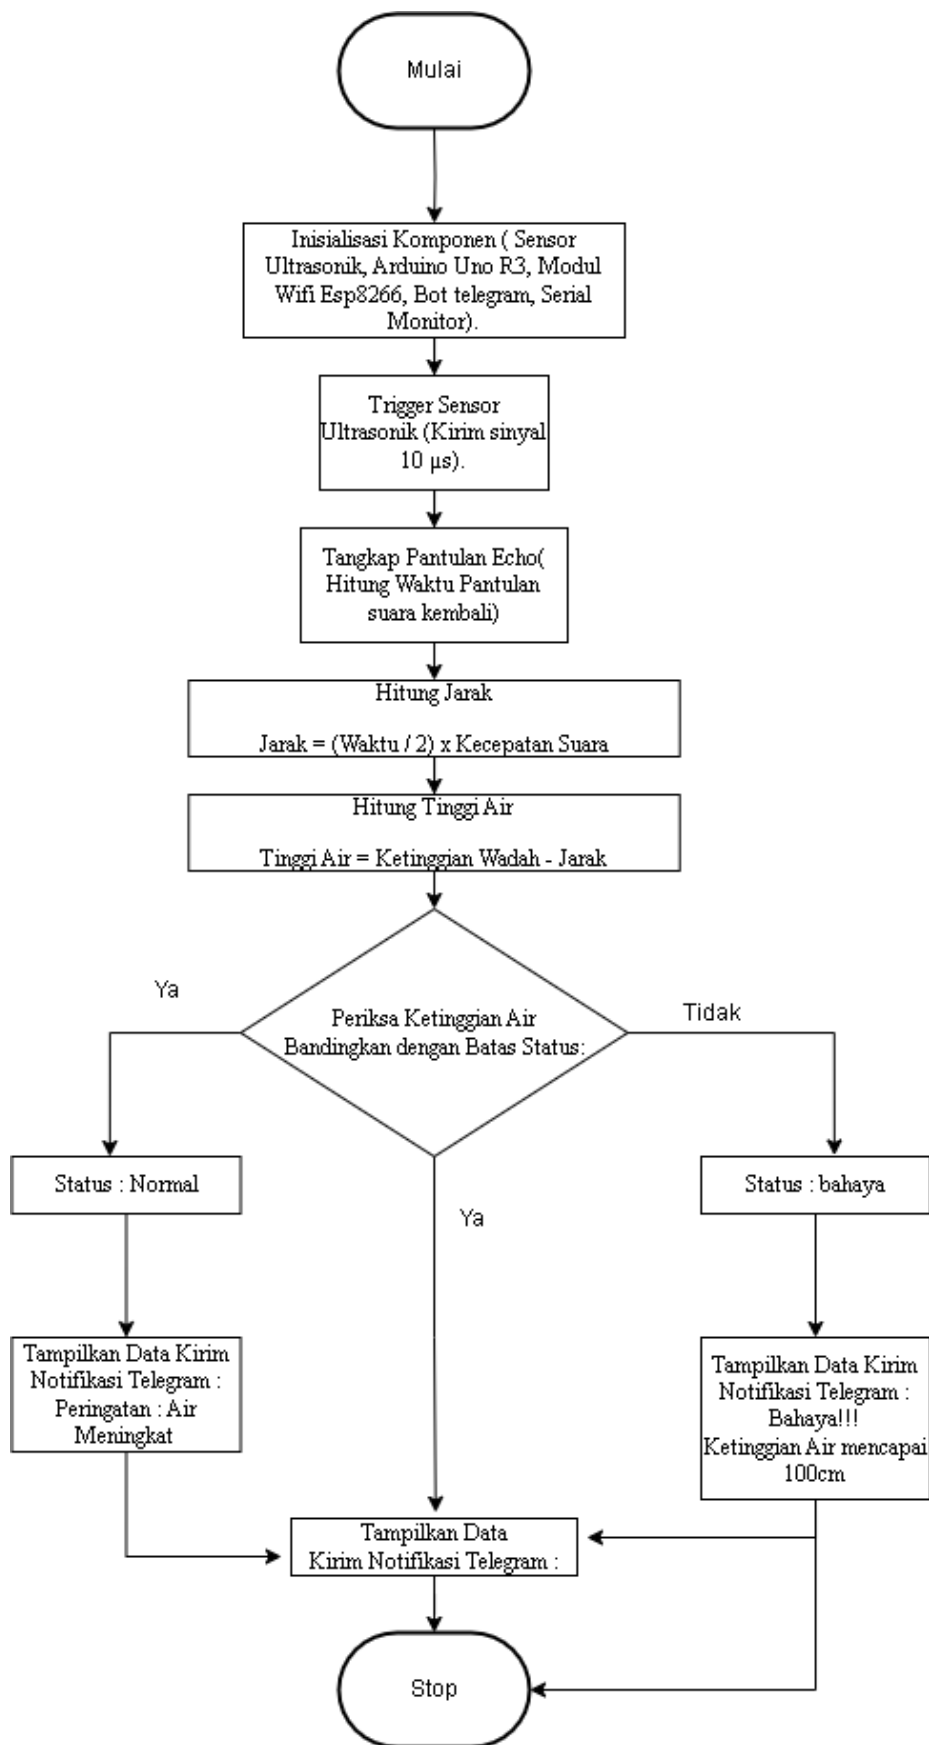 Mulai
Inisialisasi Komponen ( Sensor
Ultrasonik, Arduino Uno R3, Modul
Wifi Esp8266, Bot telegram, Serial
Monitor).
Trigger Sensor
Ultrasonik (Kirim sinyal
10 µs).
Tangkap Pantulan Echo(
Hitung Waktu Pantulan
suara kembali)
Hitung Jarak
Jarak = (Waktu / 2) x Kecepatan Suara
Hitung Tinggi Air
Tinggi Air = Ketinggian Wadah - Jarak
Periksa Ketinggian Air
Bandingkan dengan Batas Status:
Ya
Tidak
Ya
Status : Normal
Status : bahaya
Tampilkan Data Kirim
Notifikasi Telegram :
Peringatan : Air
Meningkat
Tampilkan Data Kirim
Notifikasi Telegram :
Bahaya!!!
Ketinggian Air mencapai
100cm
Tampilkan Data
Kirim Notifikasi Telegram :
Stop